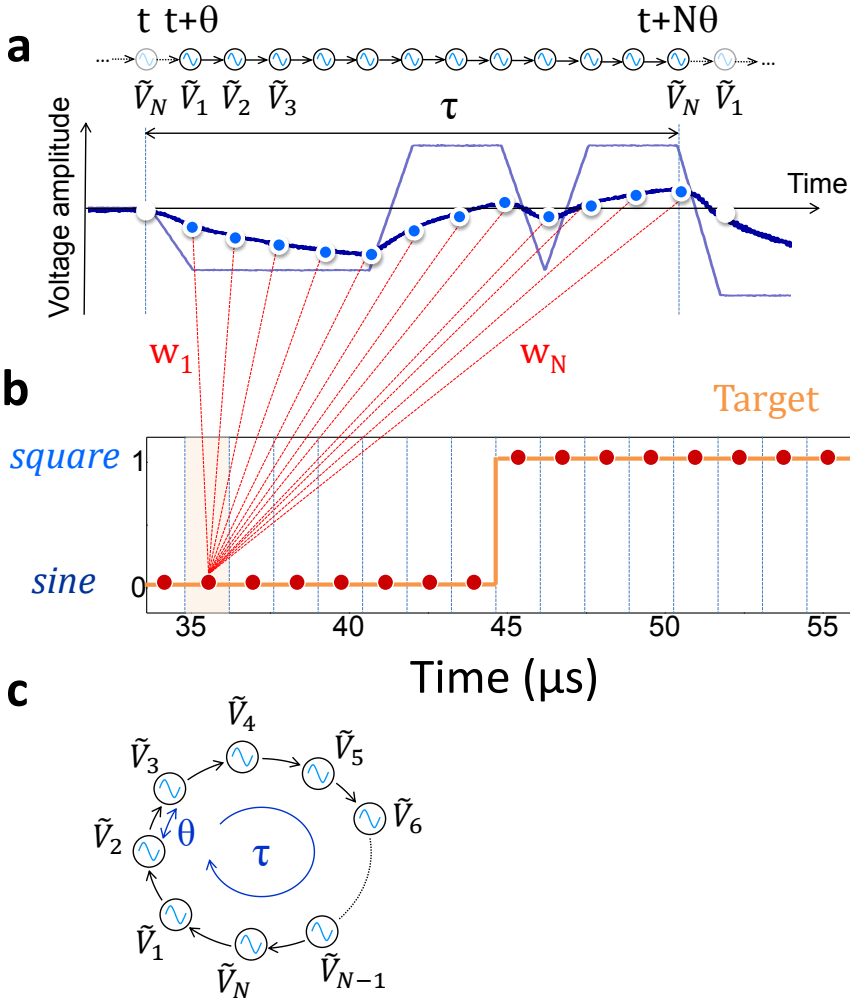 a
t t+θ t+Nθ
... ...
Ṽ_N Ṽ_1 Ṽ_2 Ṽ_3 τ Ṽ_N Ṽ_1
Voltage amplitude
Time
w_1 w_N
b
Target
square 1
sine 0
35 40 45 50 55
Time (μs)
c
Ṽ_4
Ṽ_3 Ṽ_5
Ṽ_2 θ τ Ṽ_6
Ṽ_1 Ṽ_N Ṽ_{N−1}